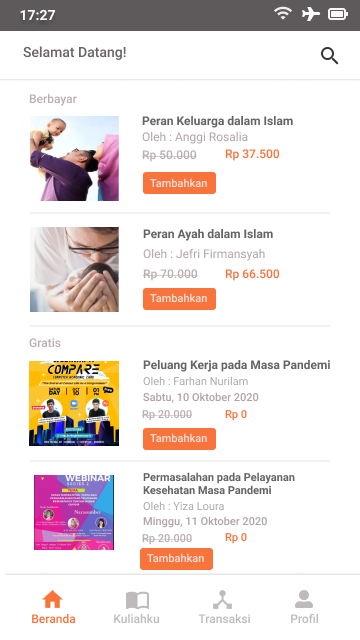 17:27
Selamat Datang!
Berbayar
Peran Keluarga dalam Islam
Oleh : Anggi Rosalia
Rp 50.000 Rp 37.500
Tambahkan
Peran Ayah dalam Islam
Oleh : Jefri Firmansyah
Rp 70.000 Rp 66.500
Tambahkan
Gratis
COMPARE
Peluang Kerja pada Masa Pandemi
Oleh : Farhan Nurilam
Sabtu, 10 Oktober 2020
Rp 20.000 Rp 0
Tambahkan
WEBINAR
Permasalahan pada Pelayanan
Kesehatan Masa Pandemi
Oleh : Yiza Loura
Minggu, 11 Oktober 2020
Rp 20.000 Rp 0
Tambahkan
Beranda Kuliahku Transaksi Profil